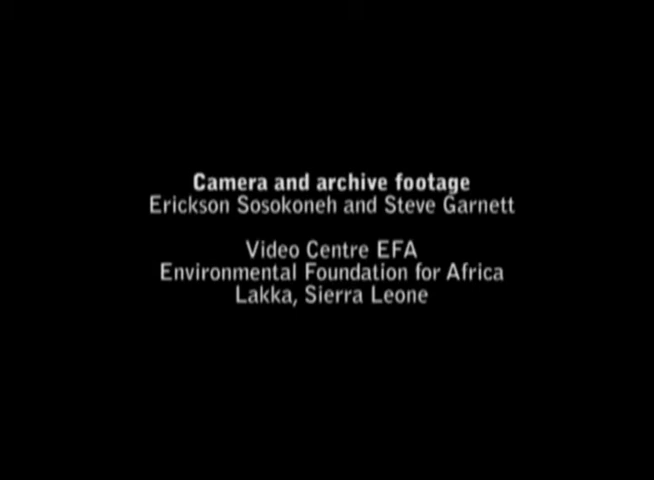 Camera and archive footage
Erickson Sosokoneh and Steve Garnett
Video Centre EFA
Environmental Foundation for Africa
Lakka, Sierra Leone